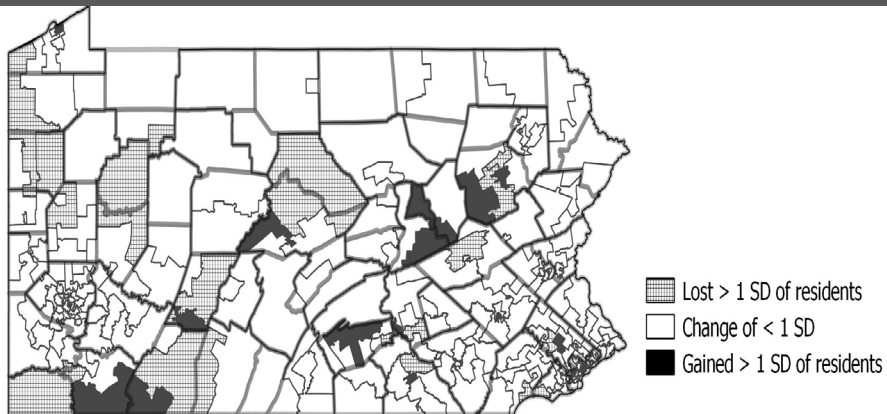 Lost > 1 SD of residents
Change of < 1 SD
Gained > 1 SD of residents